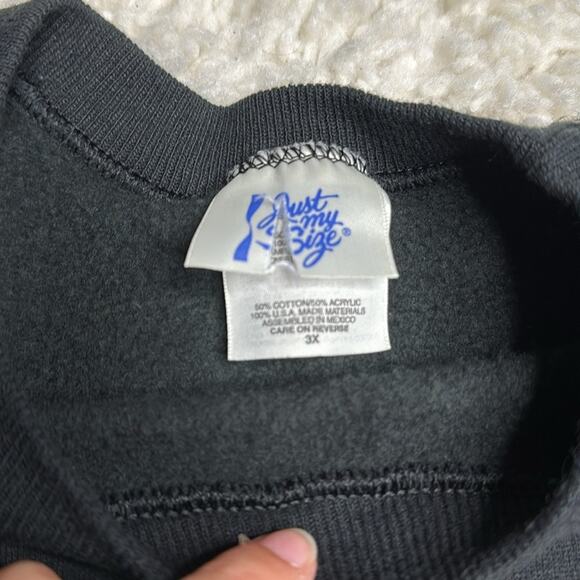 Just
my
Size®
50% COTTON/50% ACRYLIC
100% U.S.A. MADE MATERIALS
ASSEMBLED IN MEXICO
CARE ON REVERSE
3X